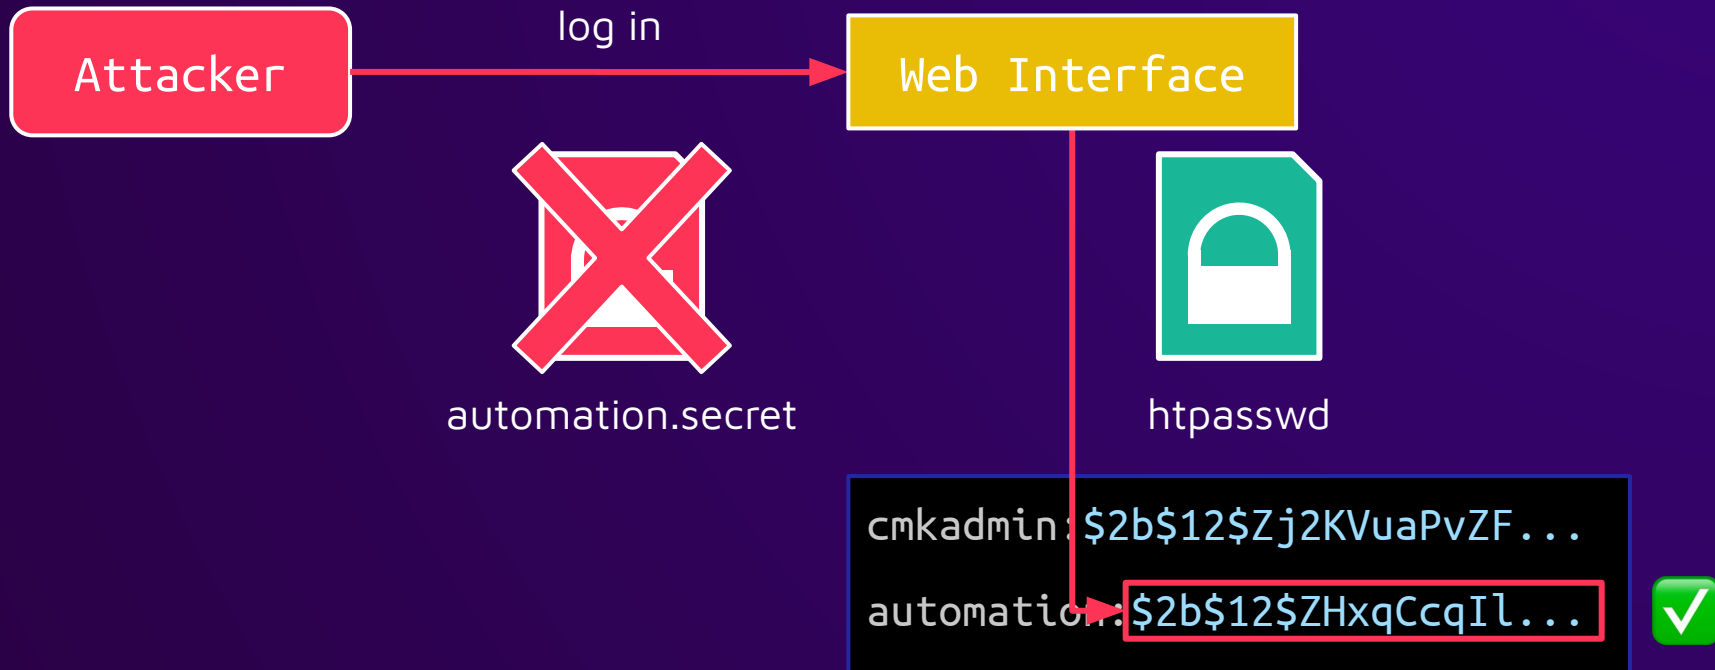 log in
Attacker
Web Interface
automation.secret
htpasswd
cmkadmin:$2b$12$Zj2KVuaPvZF...
automation:$2b$12$ZHxqCcqIl...